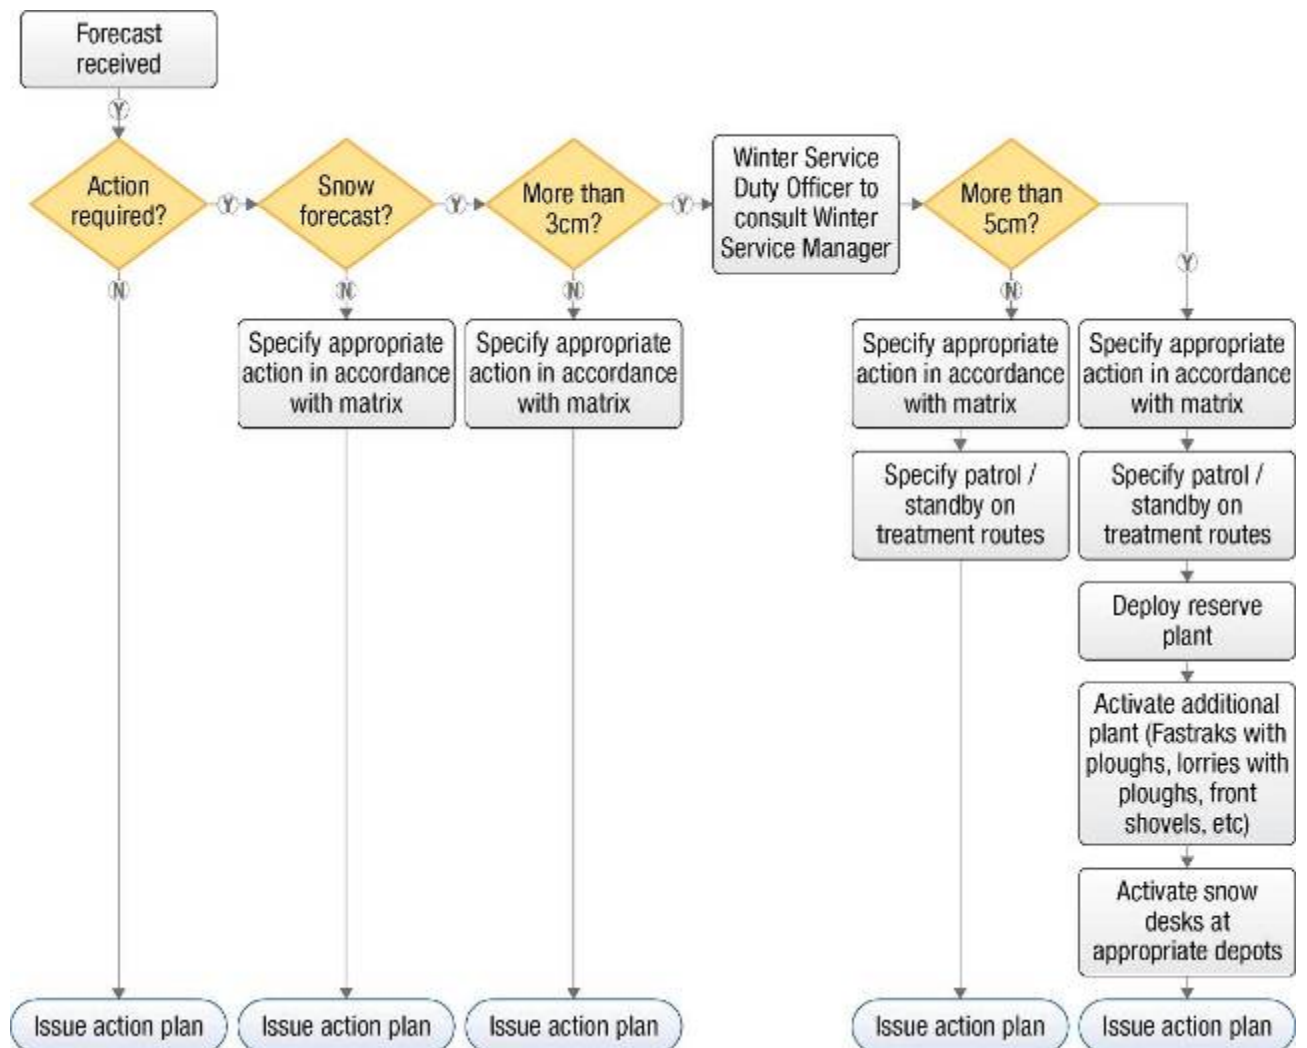 Forecast
received
Y
Action
required?
Y
Snow
forecast?
Y
More than
3cm?
Y
Winter Service
Duty Officer to
consult Winter
Service Manager
More than
5cm?
Y
N
N
N
N
Specify appropriate
action in accordance
with matrix
Specify appropriate
action in accordance
with matrix
Specify appropriate
action in accordance
with matrix
Specify appropriate
action in accordance
with matrix
Specify patrol /
standby on
treatment routes
Specify patrol /
standby on
treatment routes
Deploy reserve
plant
Activate additional
plant (Fastraks with
ploughs, lorries with
ploughs, front
shovels, etc)
Activate snow
desks at
appropriate depots
Issue action plan
Issue action plan
Issue action plan
Issue action plan
Issue action plan